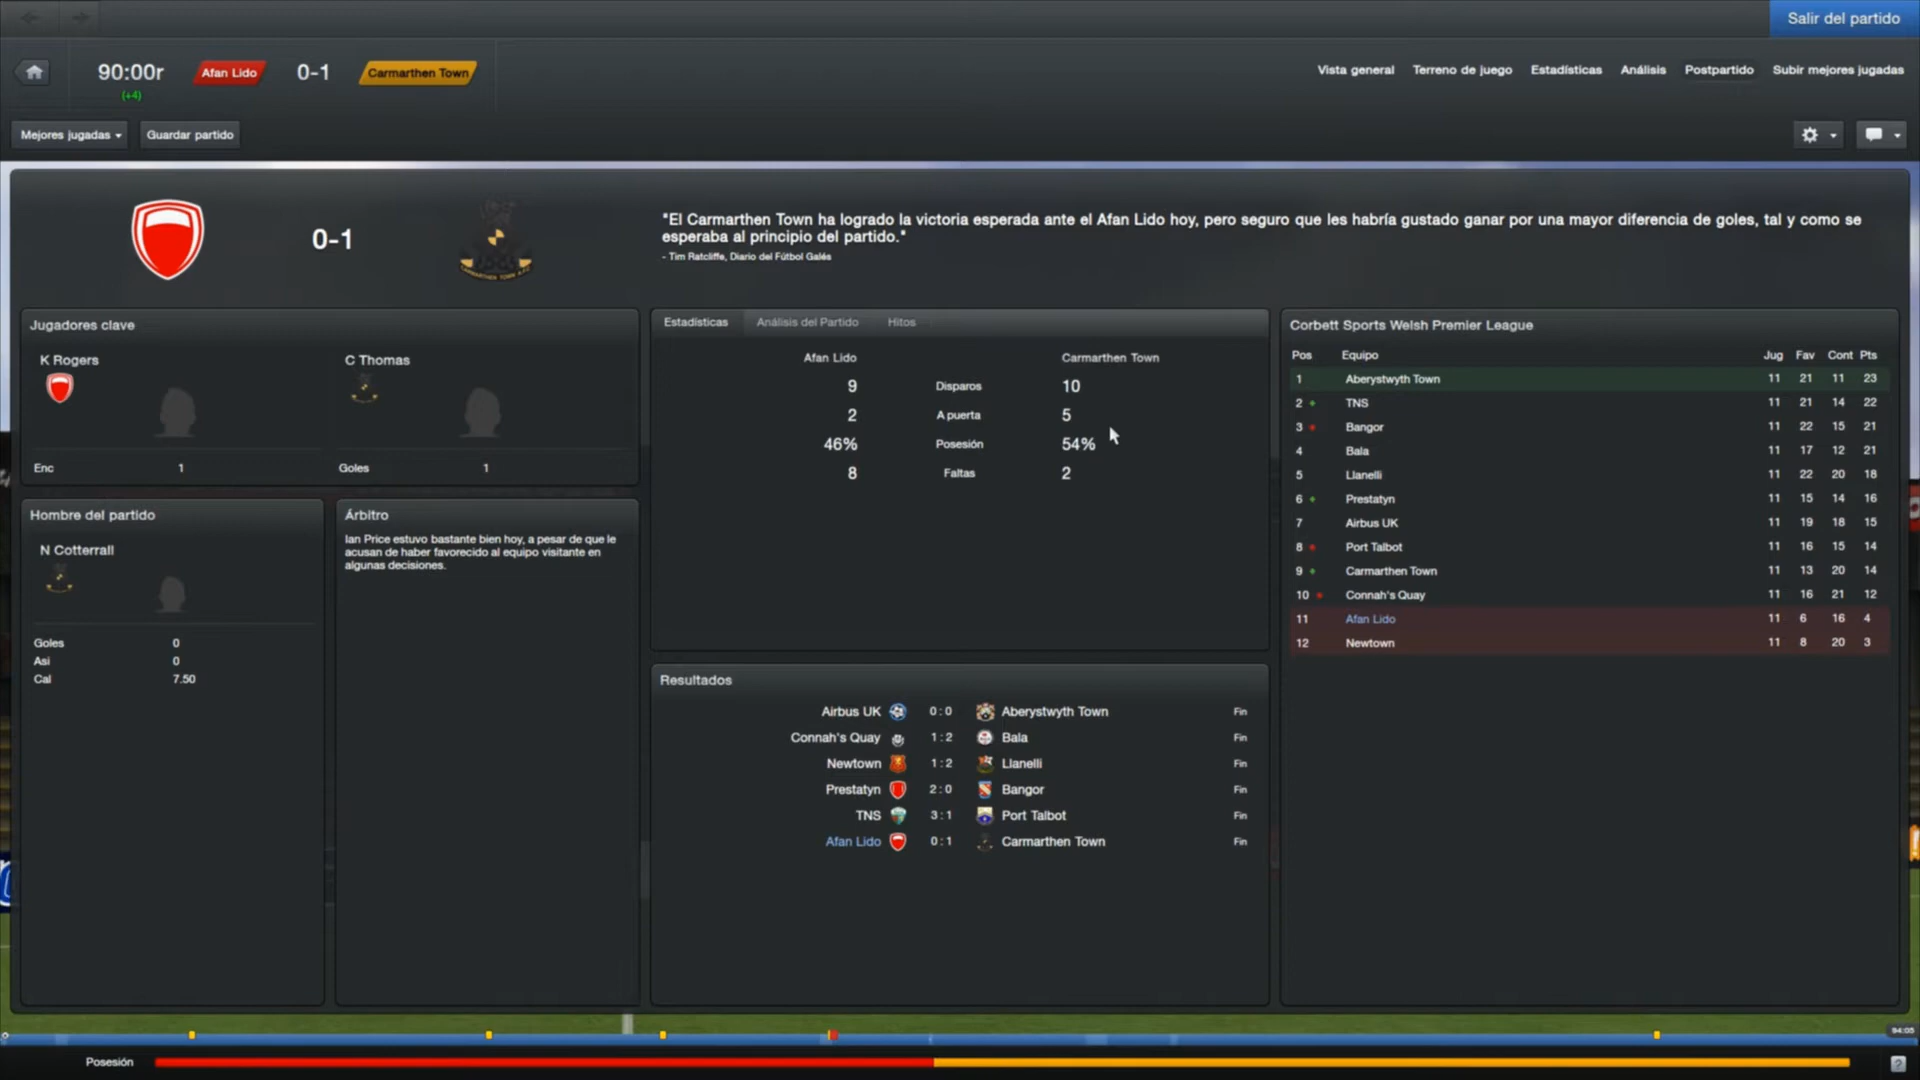 Salir del partido
90:00r
(+4)
Afan Lido
0-1
Carmarthen Town
Vista general
Terreno de juego
Estadísticas
Análisis
Postpartido
Subir mejores jugadas
Mejores jugadas
Guardar partido
0-1
CARMARTHEN TOWN A.F.C
"El Carmarthen Town ha logrado la victoria esperada ante el Afan Lido hoy, pero seguro que les habría gustado ganar por una mayor diferencia de goles, tal y como se
esperaba al principio del partido."
- Tim Ratcliffe, Diario del Fútbol Galés
Jugadores clave
K Rogers
C Thomas
Enc 1
Goles 1
Hombre del partido
N Cotterrall
Goles 0
Asi 0
Cal 7.50
Árbitro
Ian Price estuvo bastante bien hoy, a pesar de que le
acusan de haber favorecido al equipo visitante en
algunas decisiones.
Estadísticas
Análisis del Partido
Hitos
Afan Lido Carmarthen Town
9 Disparos 10
2 A puerta 5
46% Posesión 54%
8 Faltas 2
Resultados
Airbus UK 0:0 Aberystwyth Town Fin
Connah's Quay 1:2 Bala Fin
Newtown 1:2 Llanelli Fin
Prestatyn 2:0 Bangor Fin
TNS 3:1 Port Talbot Fin
Afan Lido 0:1 Carmarthen Town Fin
Corbett Sports Welsh Premier League
Pos Equipo Jug Fav Cont Pts
1 Aberystwyth Town 11 21 11 23
2 TNS 11 21 14 22
3 Bangor 11 22 15 21
4 Bala 11 17 12 21
5 Llanelli 11 22 20 18
6 Prestatyn 11 15 14 16
7 Airbus UK 11 19 18 15
8 Port Talbot 11 16 15 14
9 Carmarthen Town 11 13 20 14
10 Connah's Quay 11 16 21 12
11 Afan Lido 11 6 16 4
12 Newtown 11 8 20 3
94:05
Posesión
?